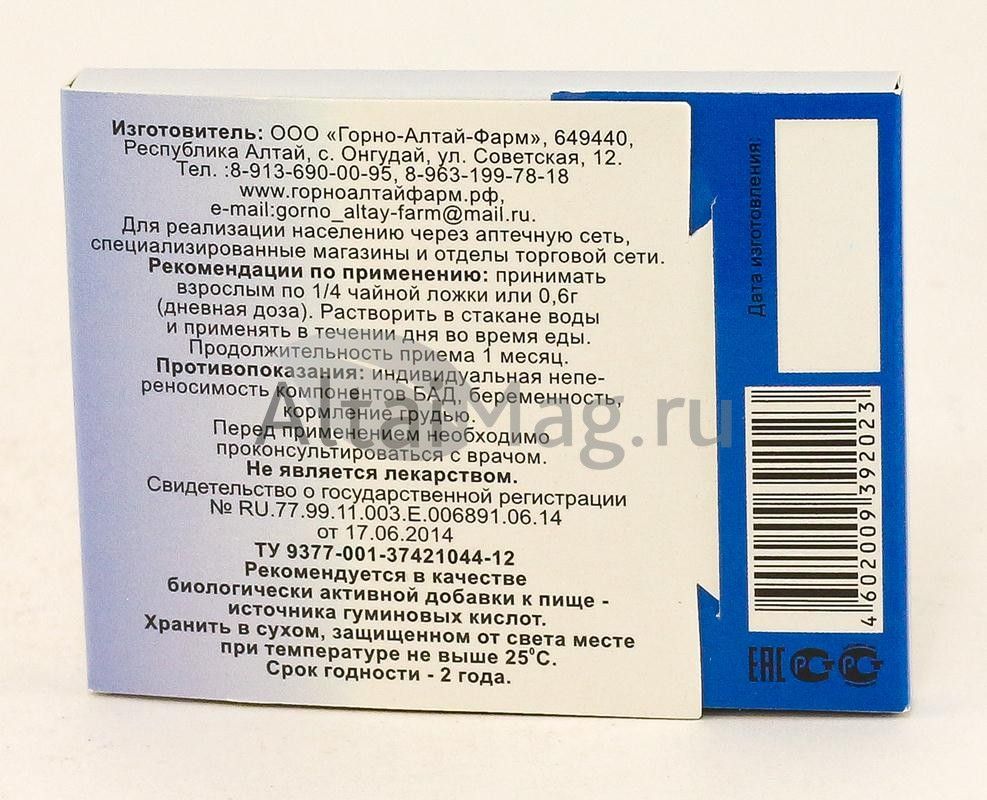 Изготовитель: ООО «Горно-Алтай-Фарм», 649440,
Республика Алтай, с. Онгудай, ул. Советская, 12.
Тел. :8-913-690-00-95, 8-963-199-78-18
www.горноалтайфарм.рф,
e-mail:gorno_altay-farm@mail.ru.
Для реализации населению через аптечную сеть,
специализированные магазины и отделы торговой сети.
Рекомендации по применению: принимать
взрослым по 1/4 чайной ложки или 0,6г
(дневная доза). Растворить в стакане воды
и применять в течении дня во время еды.
Продолжительность приема 1 месяц.
Противопоказания: индивидуальная непе-
реносимость компонентов БАД, беременность,
кормление грудью.
Перед применением необходимо
проконсультироваться с врачом.
Не является лекарством.
Свидетельство о государственной регистрации
№ RU.77.99.11.003.Е.006891.06.14
от 17.06.2014
ТУ 9377-001-37421044-12
Рекомендуется в качестве
биологически активной добавки к пище -
источника гуминовых кислот.
Хранить в сухом, защищенном от света месте
при температуре не выше 25⁰С.
Срок годности - 2 года.
Дата изготовления:
4602009392023
ЕАС РСТ РСТ
AltaiMag.ru